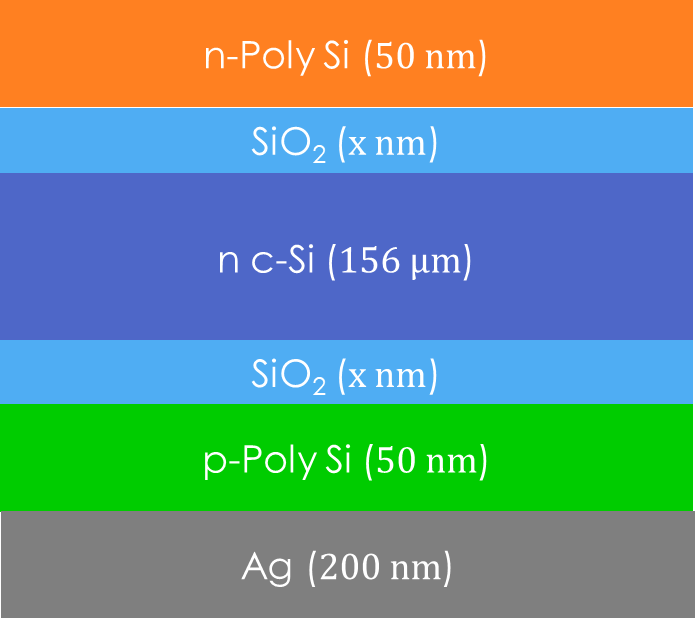 n-Poly Si (50 nm)
SiO₂ (x nm)
n c-Si (156 μm)
SiO₂ (x nm)
p-Poly Si (50 nm)
Ag (200 nm)